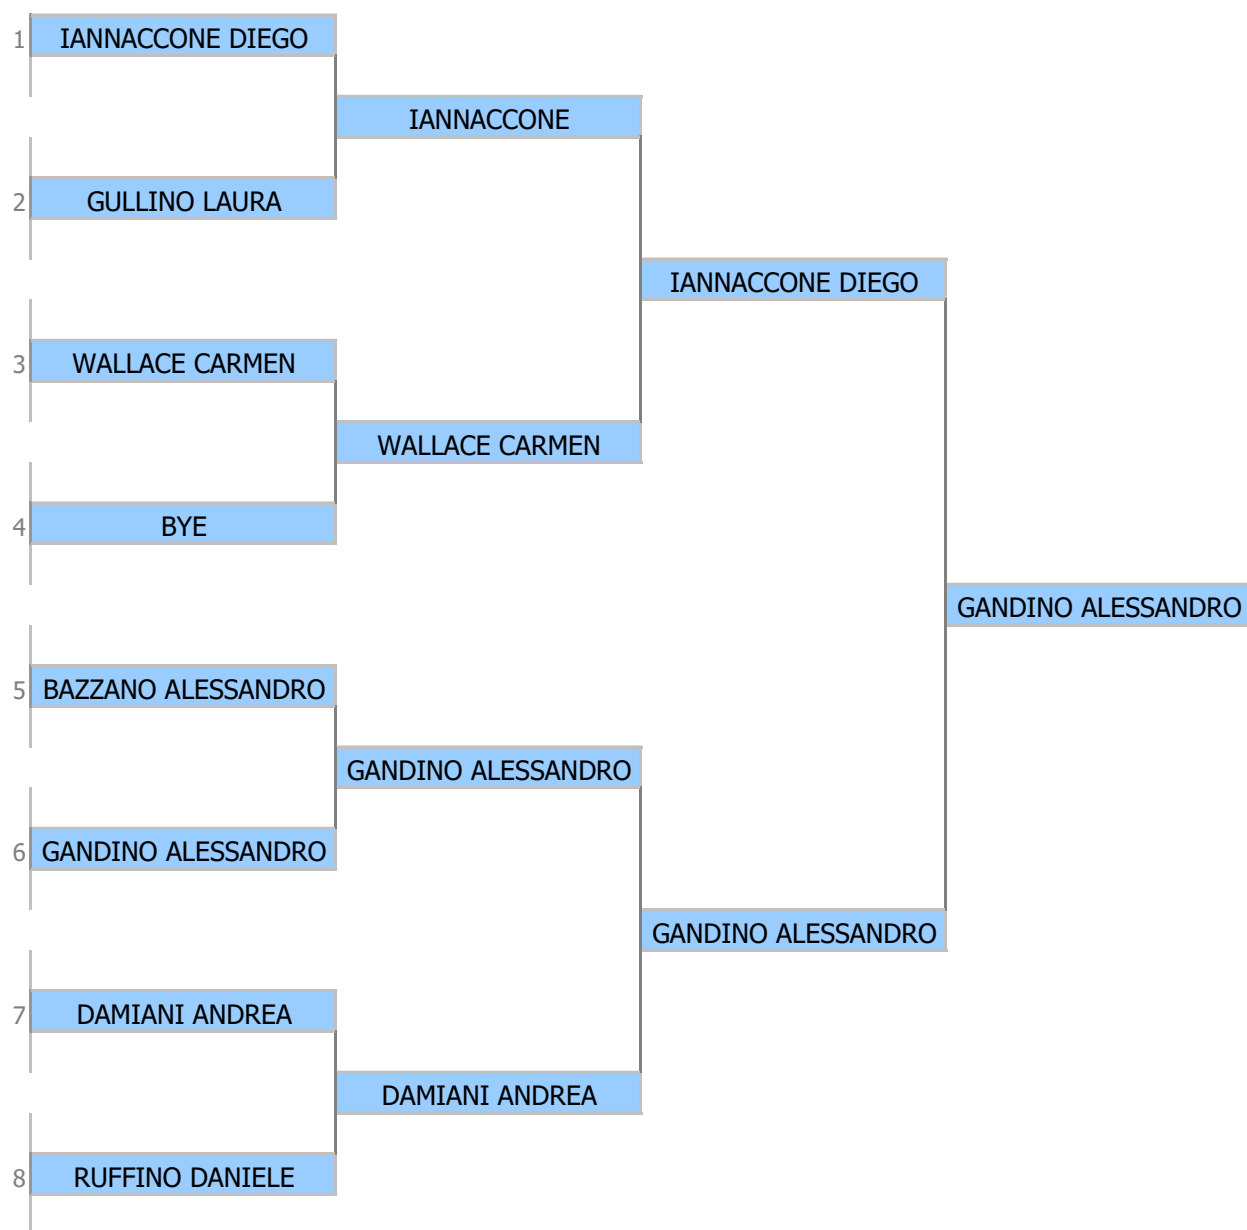 1 IANNACCONE DIEGO
IANNACCONE
2 GULLINO LAURA
IANNACCONE DIEGO
3 WALLACE CARMEN
WALLACE CARMEN
4 BYE
GANDINO ALESSANDRO
5 BAZZANO ALESSANDRO
GANDINO ALESSANDRO
6 GANDINO ALESSANDRO
GANDINO ALESSANDRO
7 DAMIANI ANDREA
DAMIANI ANDREA
8 RUFFINO DANIELE